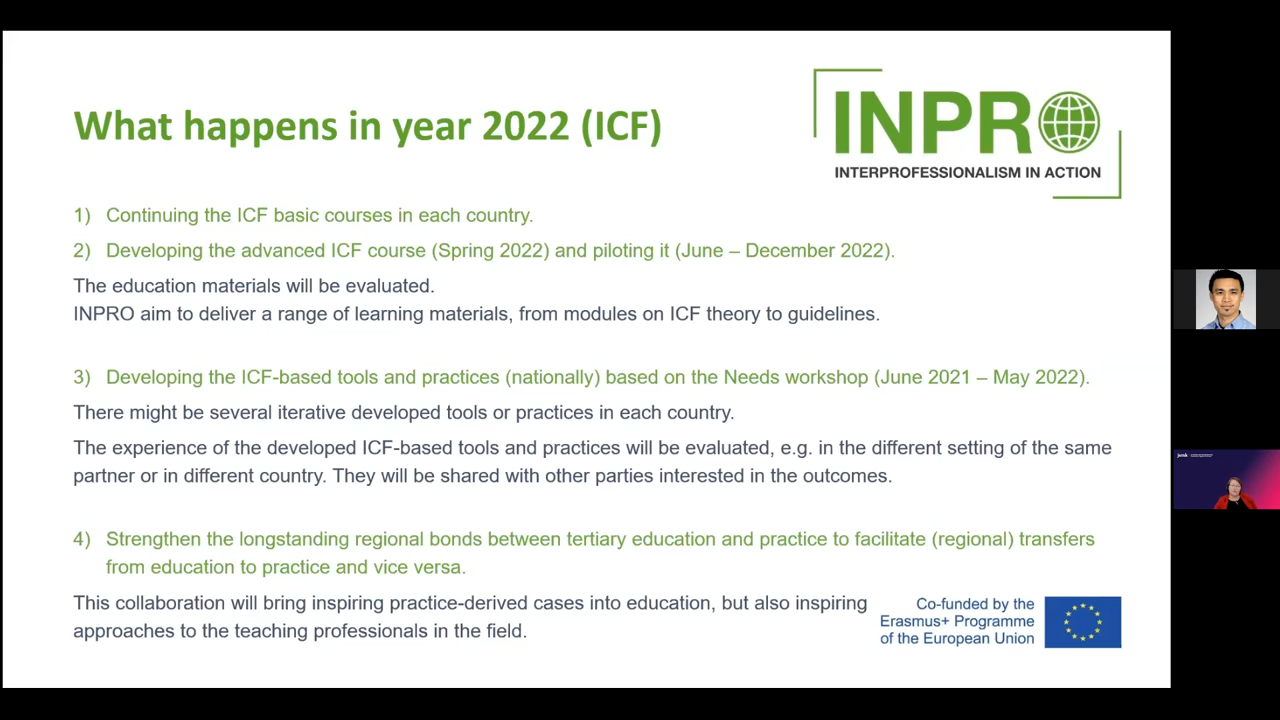 What happens in year 2022 (ICF)
INPRO
INTERPROFESSIONALISM IN ACTION
1) Continuing the ICF basic courses in each country.
2) Developing the advanced ICF course (Spring 2022) and piloting it (June – December 2022).
The education materials will be evaluated.
INPRO aim to deliver a range of learning materials, from modules on ICF theory to guidelines.
3) Developing the ICF-based tools and practices (nationally) based on the Needs workshop (June 2021 – May 2022).
There might be several iterative developed tools or practices in each country.
The experience of the developed ICF-based tools and practices will be evaluated, e.g. in the different setting of the same
partner or in different country. They will be shared with other parties interested in the outcomes.
4) Strengthen the longstanding regional bonds between tertiary education and practice to facilitate (regional) transfers
from education to practice and vice versa.
This collaboration will bring inspiring practice-derived cases into education, but also inspiring
approaches to the teaching professionals in the field.
Co-funded by the
Erasmus+ Programme
of the European Union
jamk